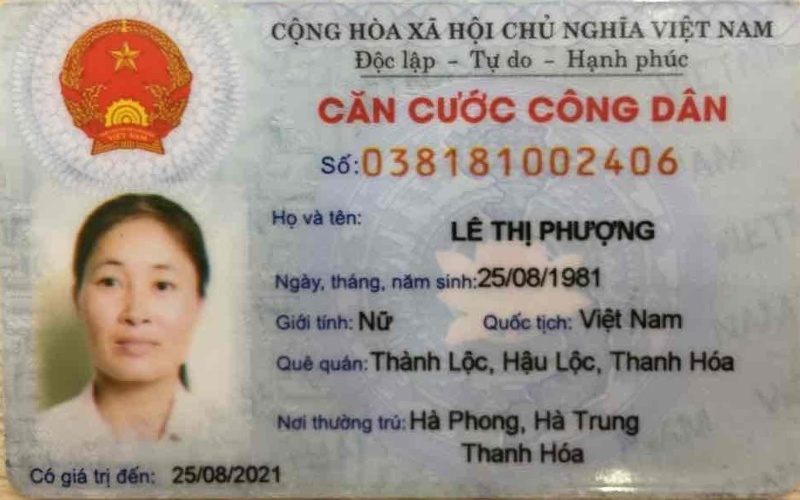 CỘNG HÒA XÃ HỘI CHỦ NGHĨA VIỆT NAM
Độc lập - Tự do - Hạnh phúc
CĂN CƯỚC CÔNG DÂN
Số: 038181002406
Họ và tên: LÊ THỊ PHƯỢNG
Ngày, tháng, năm sinh: 25/08/1981
Giới tính: Nữ Quốc tịch: Việt Nam
Quê quán: Thành Lộc, Hậu Lộc, Thanh Hóa
Nơi thường trú: Hà Phong, Hà Trung
Thanh Hóa
Có giá trị đến: 25/08/2021